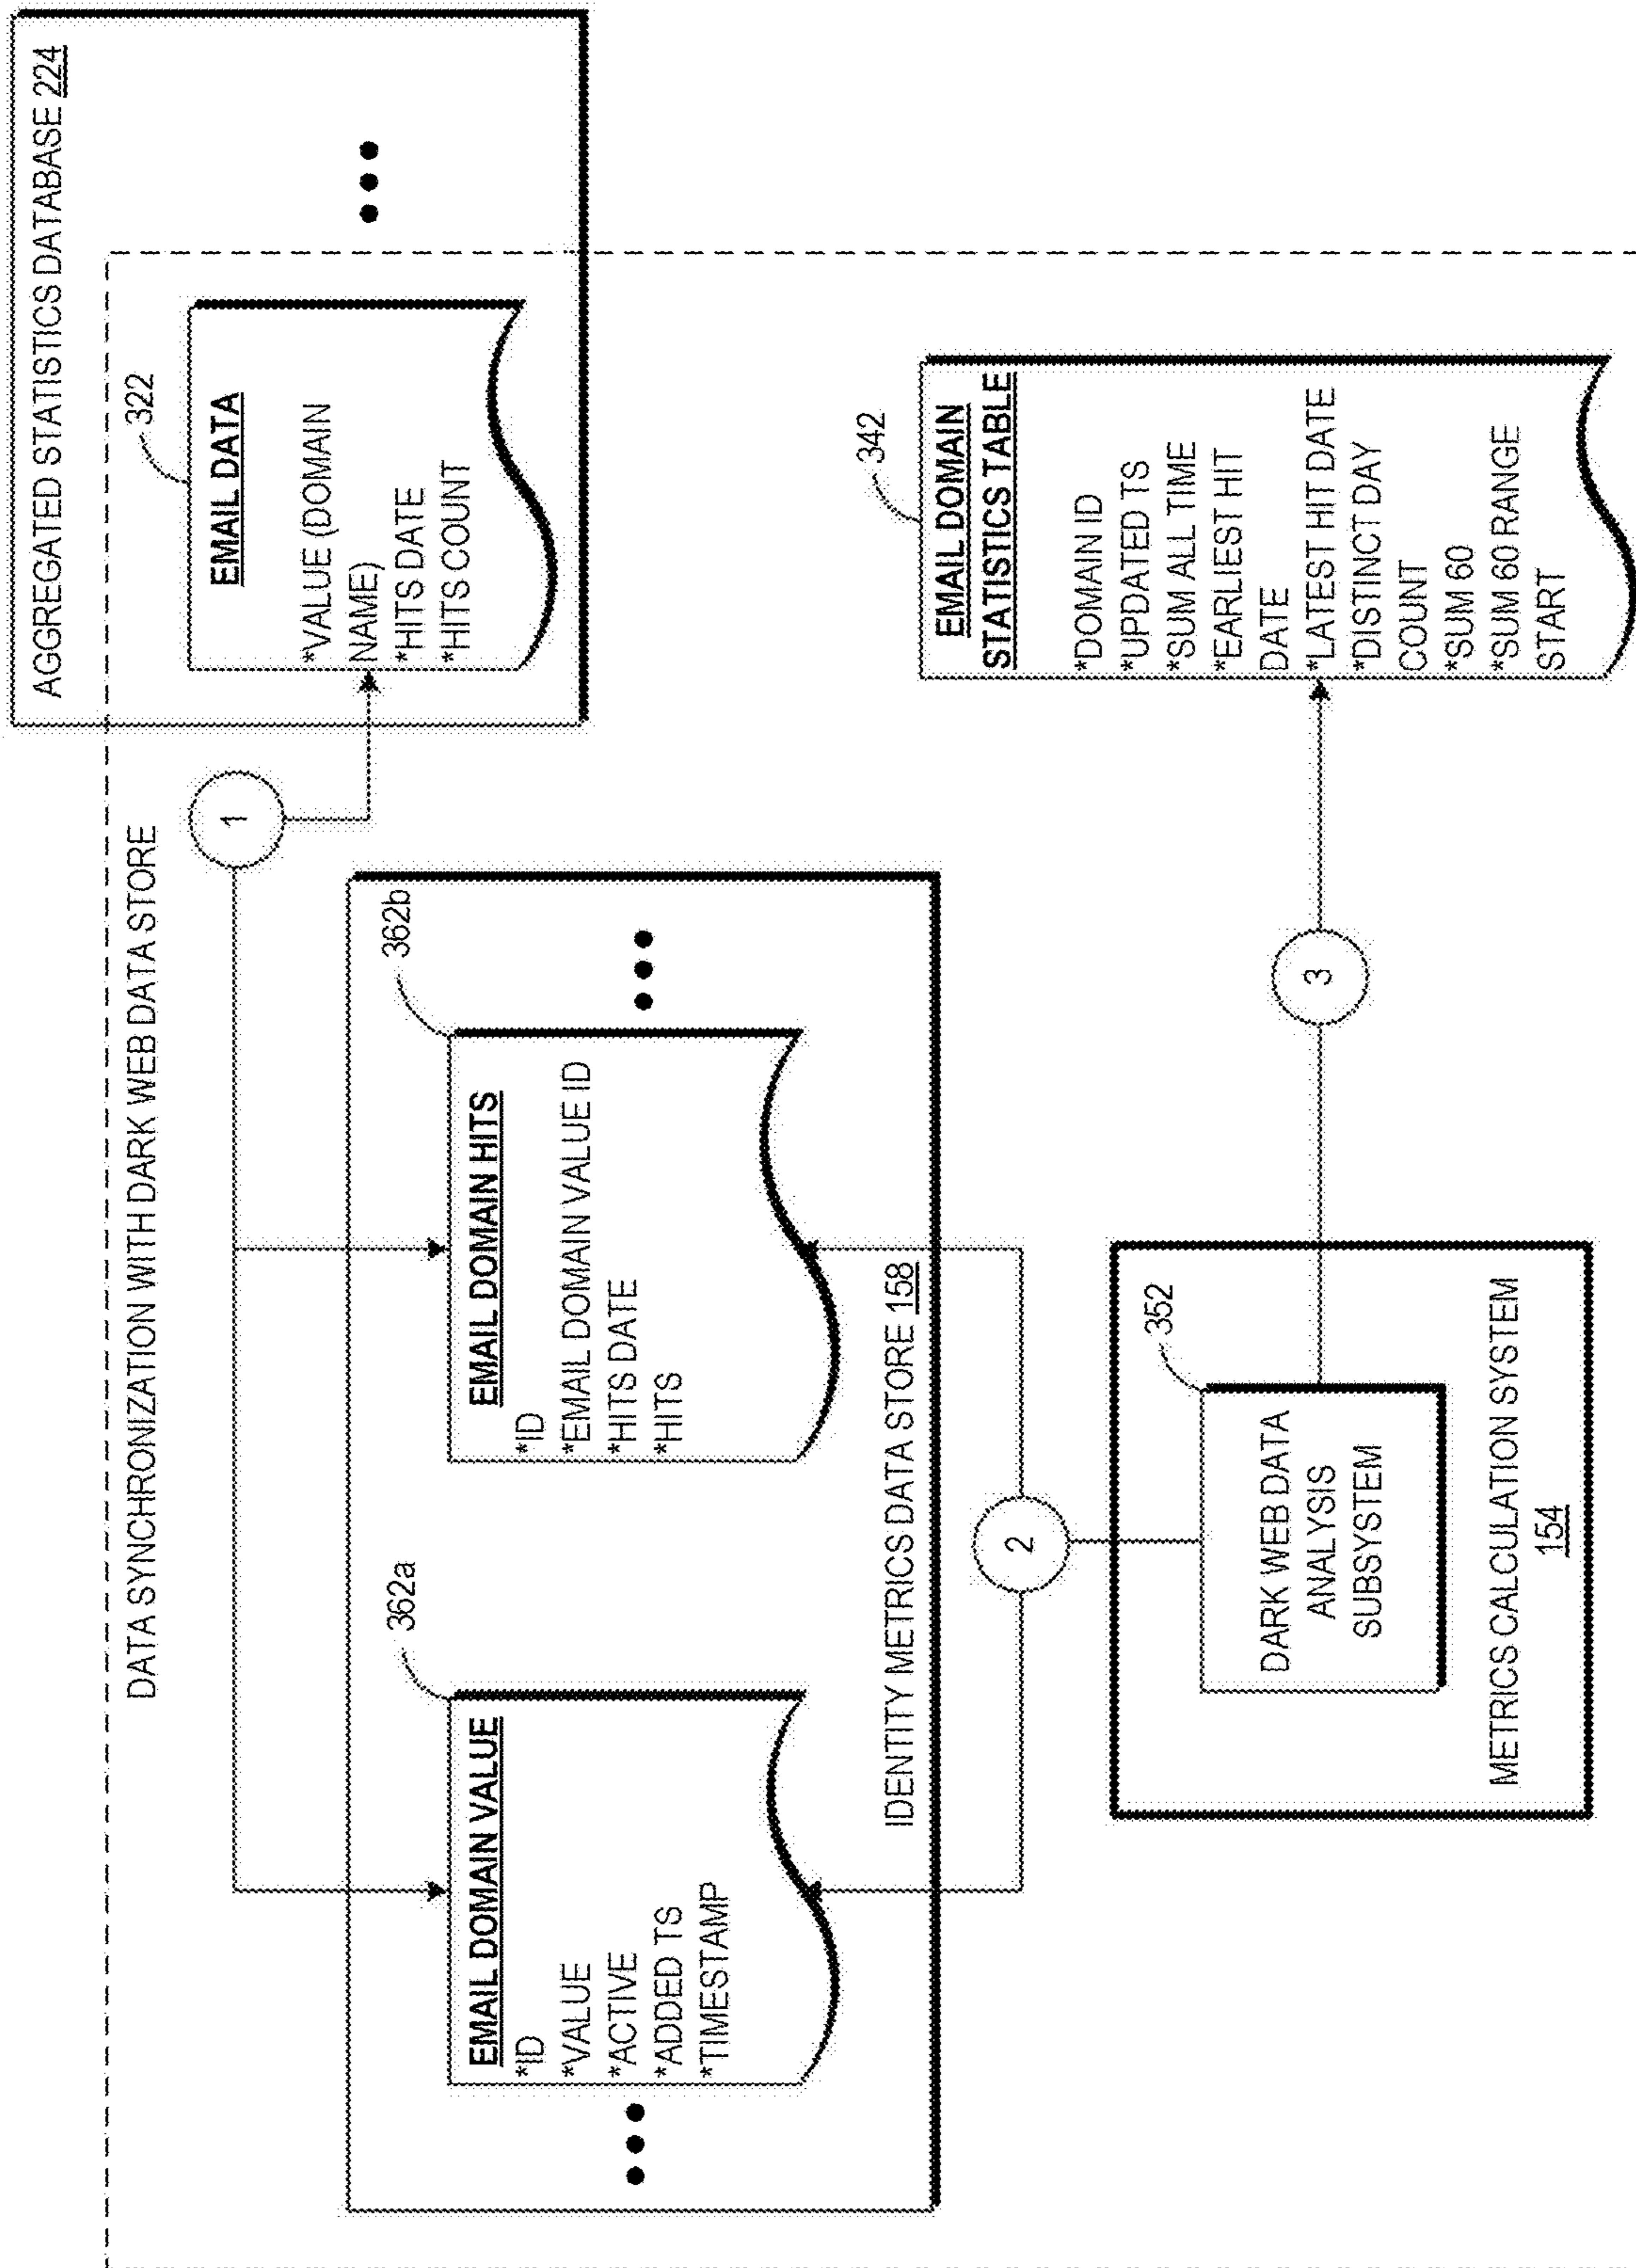 AGGREGATED STATISTICS DATABASE 224
322
EMAIL DATA
*VALUE (DOMAIN
NAME)
*HITS DATE
*HITS COUNT
DATA SYNCHRONIZATION WITH DARK WEB DATA STORE
1
362a
EMAIL DOMAIN VALUE
*ID
*VALUE
*ACTIVE
*ADDED TS
*TIMESTAMP
362b
EMAIL DOMAIN HITS
*ID
*EMAIL DOMAIN VALUE ID
*HITS DATE
*HITS
IDENTITY METRICS DATA STORE 158
2
352
DARK WEB DATA
ANALYSIS
SUBSYSTEM
METRICS CALCULATION SYSTEM
154
3
342
EMAIL DOMAIN
STATISTICS TABLE
*DOMAIN ID
*UPDATED TS
*SUM ALL TIME
*EARLIEST HIT
DATE
*LATEST HIT DATE
*DISTINCT DAY
COUNT
*SUM 60
*SUM 60 RANGE
START